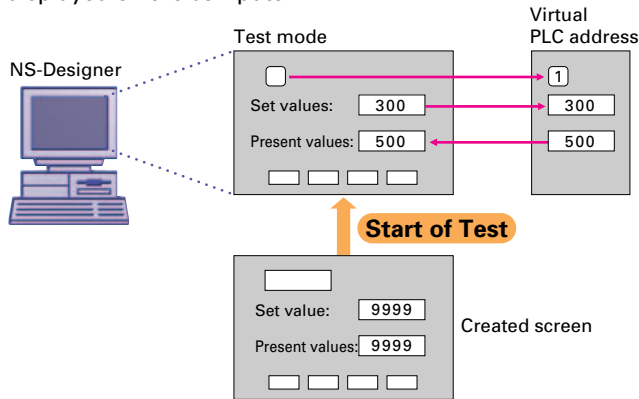 Virtual
Test mode
PLC address
NS-Designer
1
Set values: 300
300
Present values: 500
500
Start of Test
Set value: 9999
Created screen
Present values: 9999